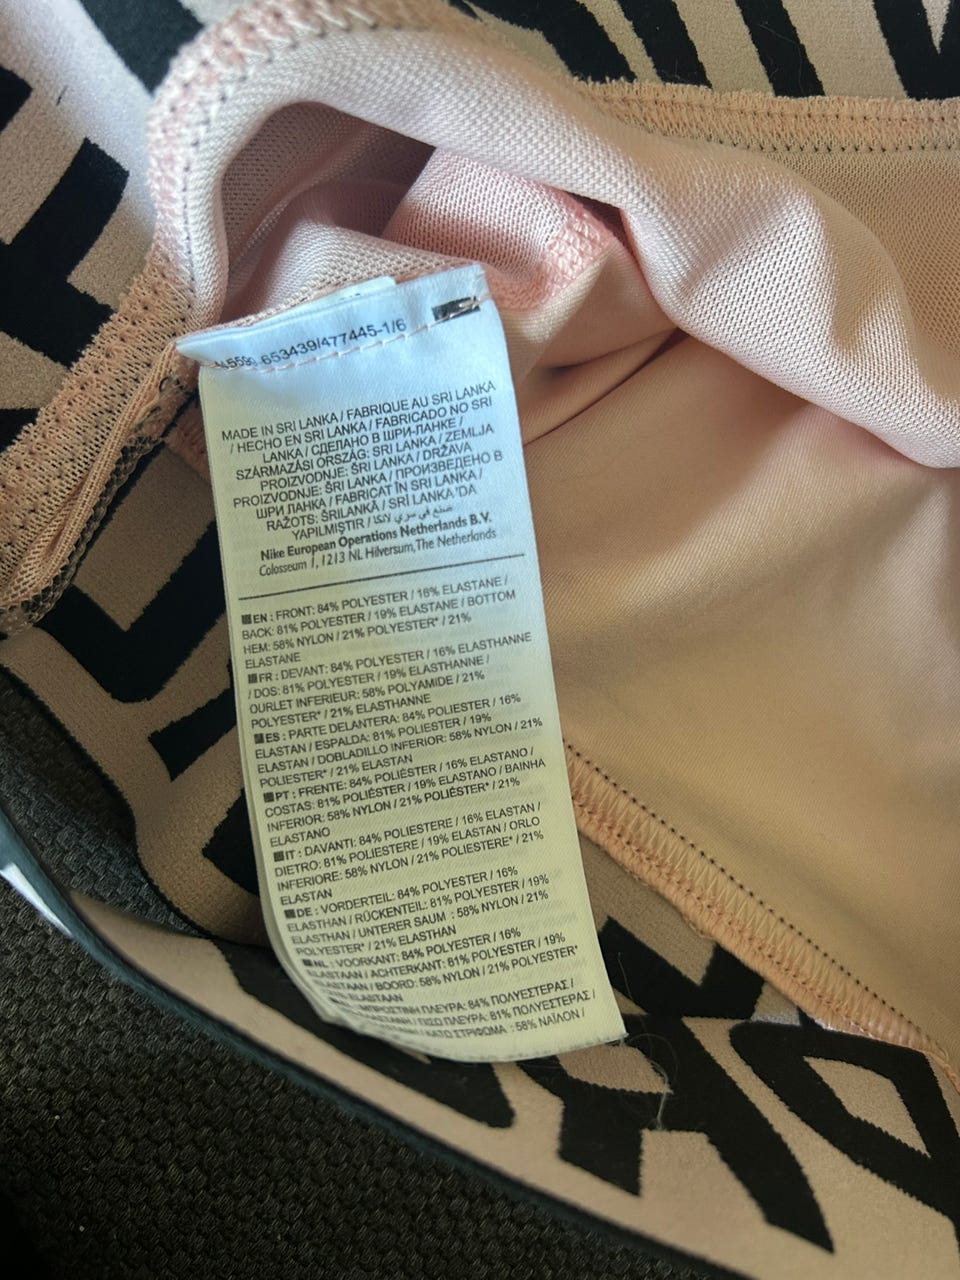 653439/477445-1/6
MADE IN SRI LANKA / FABRIQUE AU SRI LANKA
/ HECHO EN SRI LANKA / FABRICADO NO SRI
LANKA / СДЕЛАНО В ШРИ-ЛАНКЕ /
SZÁRMAZÁSI ORSZÁG: SRI LANKA / ZEMLJA
PROIZVODNJE: ŠRI LANKA / DRŽAVA
PROIZVODNJE: ŠRI LANKA / ПРОИЗВЕДЕНО В
ШРИ ЛАНКА / FABRICAT ÎN SRI LANKA /
RAŽOTS: ŠRILANKĀ / SRİ LANKA 'DA
YAPILMIŞTIR / صنع في سري لانكا
Nike European Operations Netherlands B.V.
Colosseum 1, 1213 NL Hilversum, The Netherlands
EN : FRONT: 84% POLYESTER / 16% ELASTANE /
BACK: 81% POLYESTER / 19% ELASTANE / BOTTOM
HEM: 58% NYLON / 21% POLYESTER* / 21%
ELASTANE
FR : DEVANT: 84% POLYESTER / 16% ELASTHANNE
/ DOS: 81% POLYESTER / 19% ELASTHANNE /
OURLET INFERIEUR: 58% POLYAMIDE / 21%
POLYESTER* / 21% ELASTHANNE
ES : PARTE DELANTERA: 84% POLIESTER / 16%
ELASTAN / ESPALDA: 81% POLIESTER / 19%
ELASTAN / DOBLADILLO INFERIOR: 58% NYLON / 21%
POLIESTER* / 21% ELASTAN
PT : FRENTE: 84% POLIÉSTER / 16% ELASTANO /
COSTAS: 81% POLIÉSTER / 19% ELASTANO / BAINHA
INFERIOR: 58% NYLON / 21% POLIÉSTER* / 21%
ELASTANO
IT : DAVANTI: 84% POLIESTERE / 16% ELASTAN /
DIETRO: 81% POLIESTERE / 19% ELASTAN / ORLO
INFERIORE: 58% NYLON / 21% POLIESTERE* / 21%
ELASTAN
DE : VORDERTEIL: 84% POLYESTER / 16%
ELASTHAN / RÜCKENTEIL: 81% POLYESTER / 19%
ELASTHAN / UNTERER SAUM : 58% NYLON / 21%
POLYESTER* / 21% ELASTHAN
NL : VOORKANT: 84% POLYESTER / 16%
ELASTAAN / ACHTERKANT: 81% POLYESTER / 19%
ELASTAAN / BOORD: 58% NYLON / 21% POLYESTER*
/ 21% ELASTAAN
ΜΠΡΟΣΤΙΝΗ ΠΛΕΥΡΑ: 84% ΠΟΛΥΕΣΤΕΡΑΣ /
/ ΠΙΣΩ ΠΛΕΥΡΑ: 81% ΠΟΛΥΕΣΤΕΡΑΣ /
/ ΚΑΤΩ ΣΤΡΙΦΩΜΑ : 58% ΝΑΪΛΟΝ /